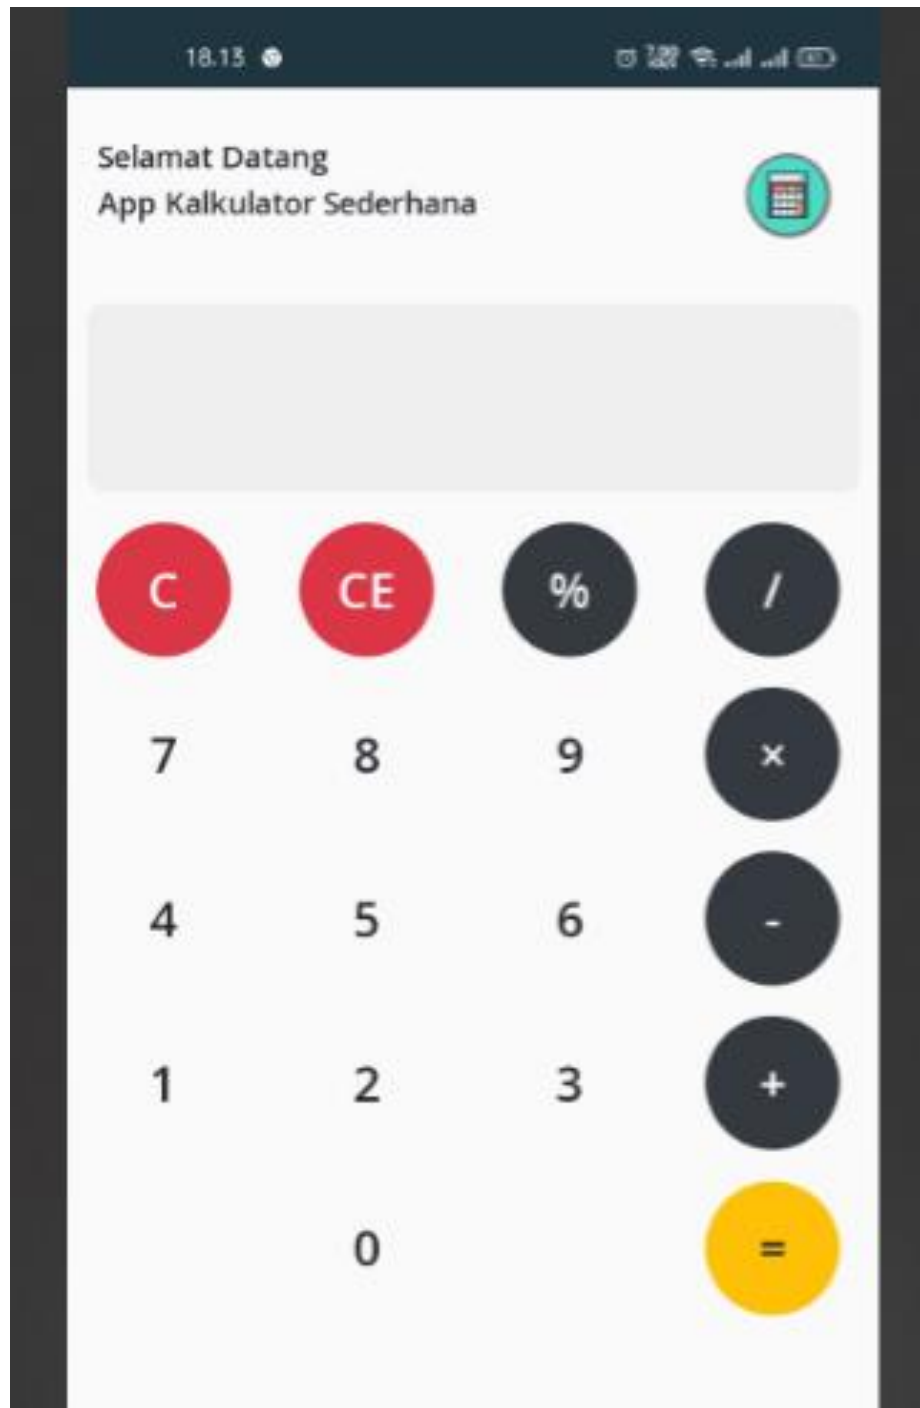 18.13
Selamat Datang
App Kalkulator Sederhana
C CE % /
7 8 9 ×
4 5 6 -
1 2 3 +
0 =